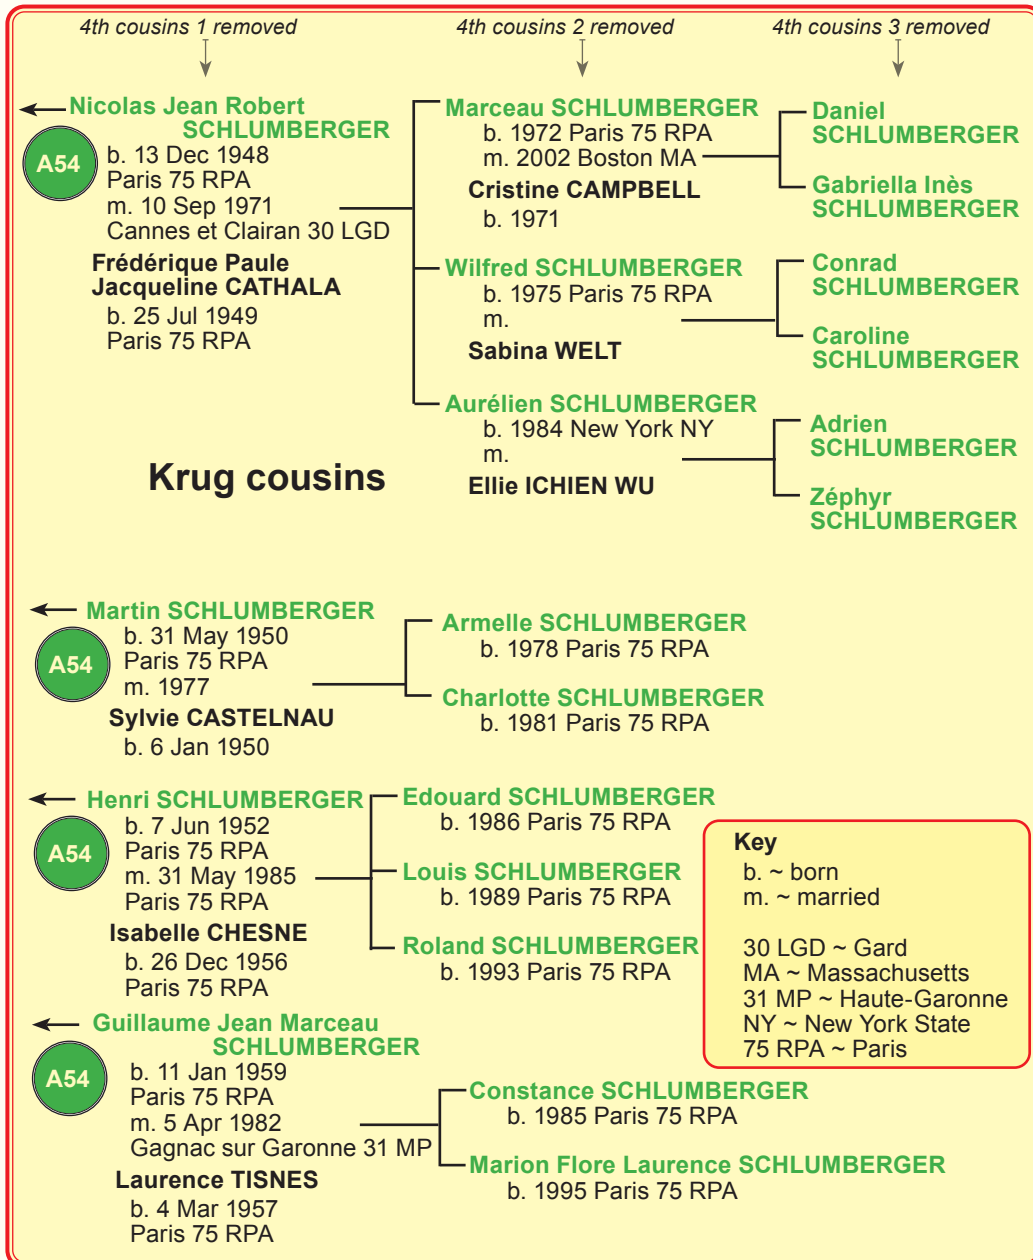 4th cousins 1 removed
4th cousins 2 removed
4th cousins 3 removed
Nicolas Jean Robert
SCHLUMBERGER
A54
b. 13 Dec 1948
Paris 75 RPA
m. 10 Sep 1971
Cannes et Clairan 30 LGD
Frédérique Paule
Jacqueline CATHALA
b. 25 Jul 1949
Paris 75 RPA
Marceau SCHLUMBERGER
b. 1972 Paris 75 RPA
m. 2002 Boston MA
Cristine CAMPBELL
b. 1971
Daniel
SCHLUMBERGER
Gabriella Inès
SCHLUMBERGER
Wilfred SCHLUMBERGER
b. 1975 Paris 75 RPA
m.
Sabina WELT
Conrad
SCHLUMBERGER
Caroline
SCHLUMBERGER
Aurélien SCHLUMBERGER
b. 1984 New York NY
m.
Ellie ICHIEN WU
Adrien
SCHLUMBERGER
Zéphyr
SCHLUMBERGER
Krug cousins
Martin SCHLUMBERGER
A54
b. 31 May 1950
Paris 75 RPA
m. 1977
Sylvie CASTELNAU
b. 6 Jan 1950
Armelle SCHLUMBERGER
b. 1978 Paris 75 RPA
Charlotte SCHLUMBERGER
b. 1981 Paris 75 RPA
Henri SCHLUMBERGER
A54
b. 7 Jun 1952
Paris 75 RPA
m. 31 May 1985
Paris 75 RPA
Isabelle CHESNE
b. 26 Dec 1956
Paris 75 RPA
Edouard SCHLUMBERGER
b. 1986 Paris 75 RPA
Louis SCHLUMBERGER
b. 1989 Paris 75 RPA
Roland SCHLUMBERGER
b. 1993 Paris 75 RPA
Guillaume Jean Marceau
SCHLUMBERGER
A54
b. 11 Jan 1959
Paris 75 RPA
m. 5 Apr 1982
Gagnac sur Garonne 31 MP
Laurence TISNES
b. 4 Mar 1957
Paris 75 RPA
Constance SCHLUMBERGER
b. 1985 Paris 75 RPA
Marion Flore Laurence SCHLUMBERGER
b. 1995 Paris 75 RPA
Key
b. ~ born
m. ~ married
30 LGD ~ Gard
MA ~ Massachusetts
31 MP ~ Haute-Garonne
NY ~ New York State
75 RPA ~ Paris